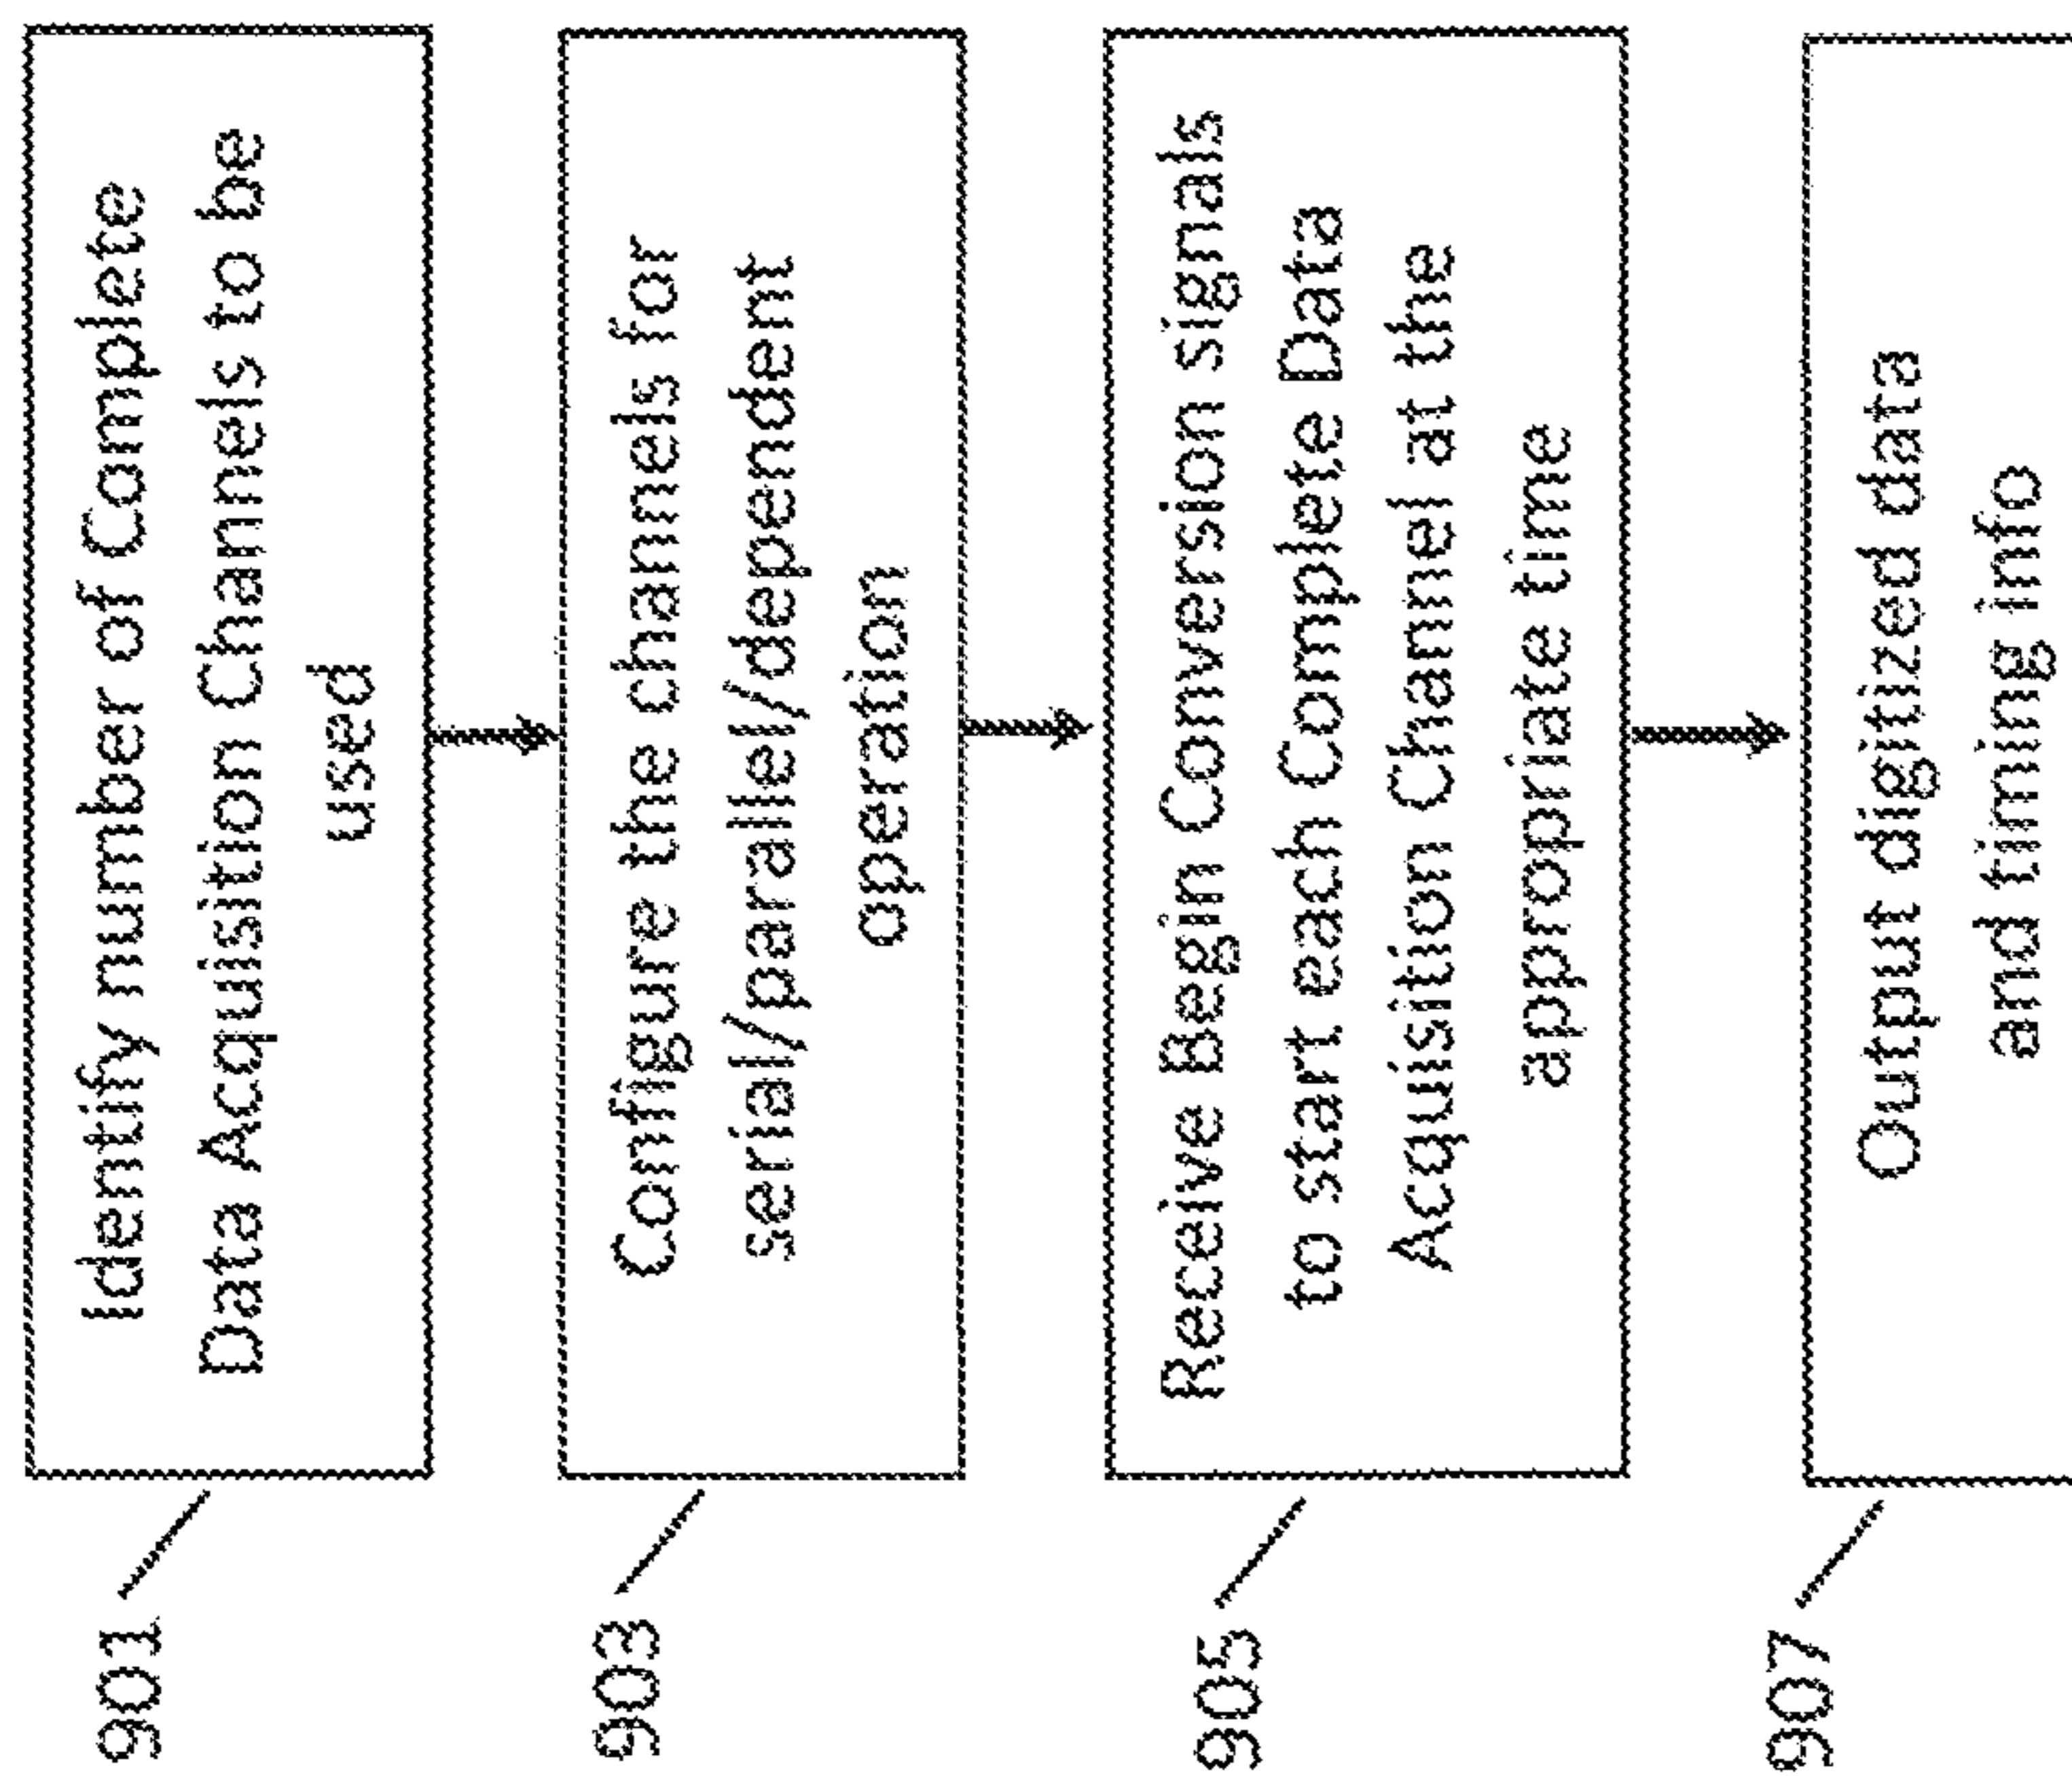 901
Identify number of Complete
Data Acquisition Channels to be
used
903
Configure the channels for
serial/parallel/dependent
operation
905
Receive Begin Conversion signals
to start each Complete Data
Acquisition Channel at the
appropriate time
907
Output digitized data
and timing info